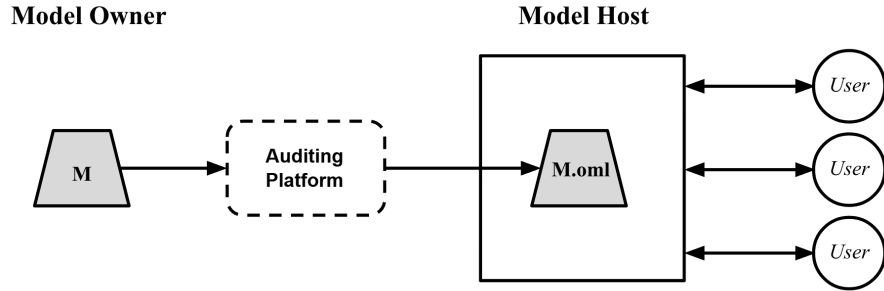 Model Owner
Model Host
M
Auditing
Platform
M.oml
User
User
User